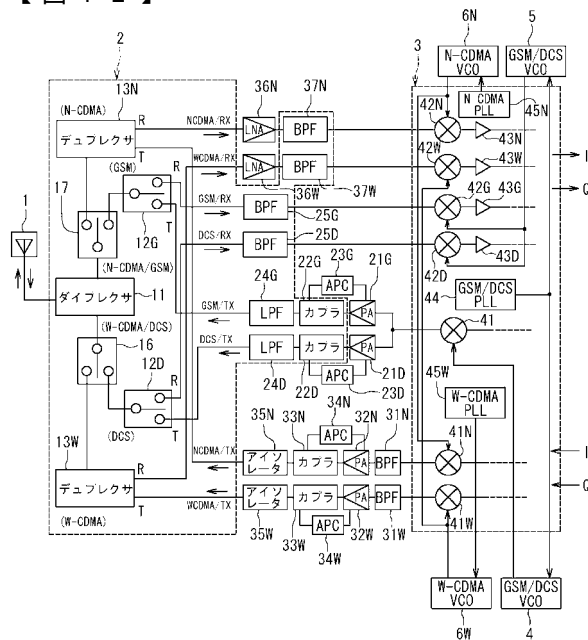 【図１２】
2
13N
(N-CDMA)
デュプレクサ
R
T
NCDMA/RX
WCDMA/RX
36N
LNA
LNA
36W
37N
BPF
BPF
37W
3
6N
N-CDMA
VCO
5
GSM/DCS
VCO
N-CDMA
PLL
45N
42N
43N
42W
43W
42G
43G
42D
43D
I
Q
(GSM)
R
T
12G
17
1
GSM/RX
BPF
25G
DCS/RX
BPF
25D
(N-CDMA/GSM)
ダイプレクサ
11
(W-CDMA/DCS)
16
12D
R
T
(DCS)
24G
GSM/TX
LPF
22G
カプラ
23G
APC
21G
PA
DCS/TX
LPF
24D
カプラ
22D
PA
21D
APC
23D
44
GSM/DCS
PLL
41
45W
W-CDMA
PLL
13W
R
デュプレクサ
T
(W-CDMA)
35N
33N
34N
APC
32N
31N
NCDMA/TX
アイソ
レータ
カプラ
PA
BPF
41N
WCDMA/TX
アイソ
レータ
35W
カプラ
33W
PA
32W
BPF
31W
APC
34W
41W
I
Q
W-CDMA
VCO
6W
GSM/DCS
VCO
4